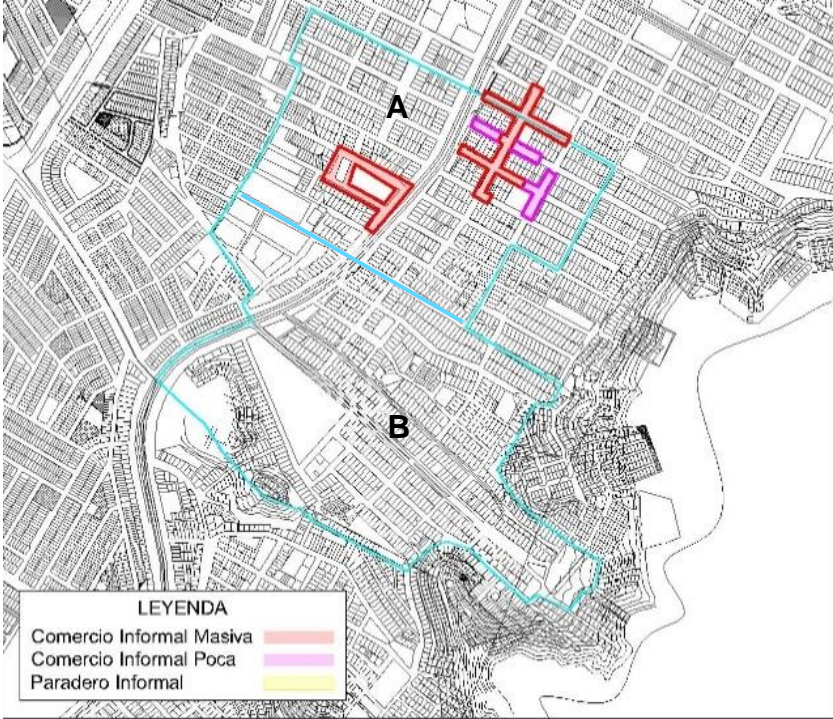 A
B
LEYENDA
Comercio Informal Masiva
Comercio Informal Poca
Paradero Informal